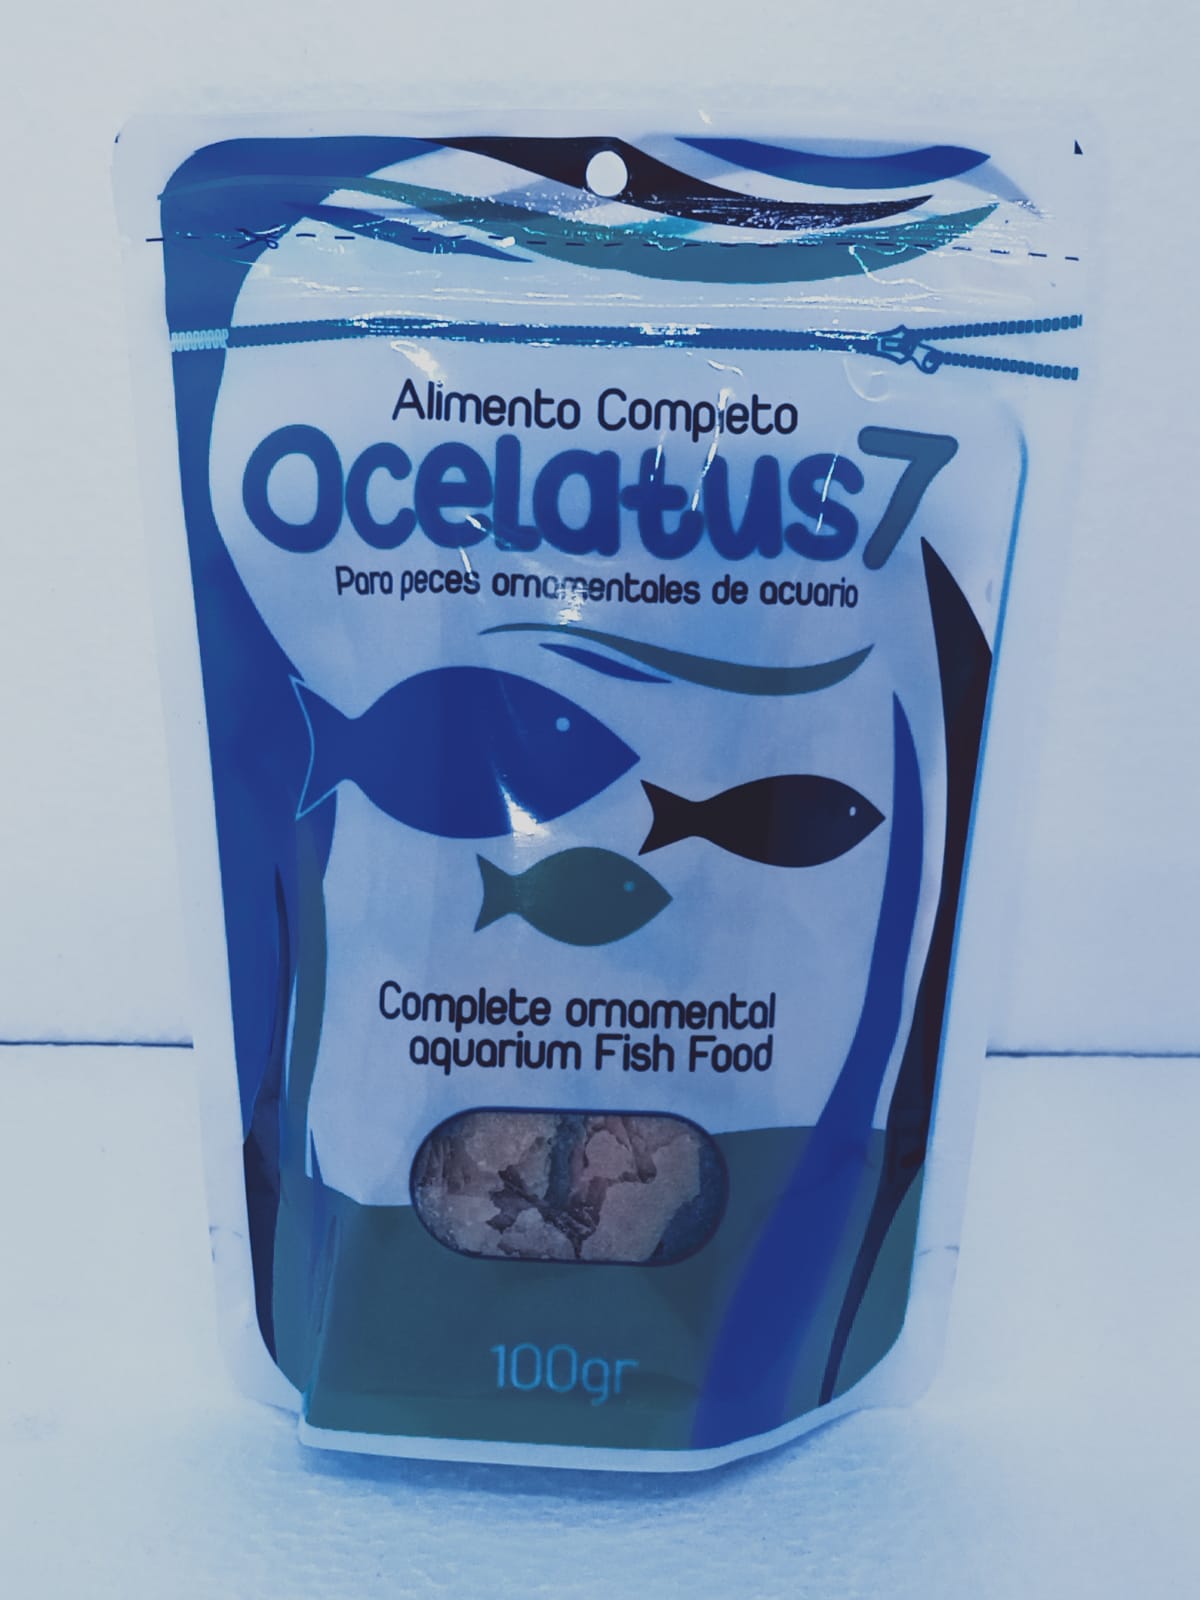 Alimento Completo
Ocelatus7
Para peces ornamentales de acuario
Complete ornamental
aquarium Fish Food
100gr